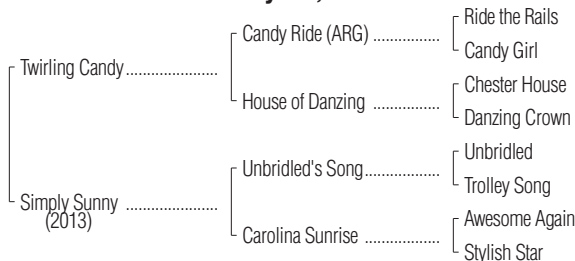 Ride the Rails
Candy Ride (ARG) ................
Candy Girl
Twirling Candy ......................
Chester House
House of Danzing ................
Danzing Crown
Unbridled
Unbridled's Song..................
Trolley Song
Simply Sunny ......................
(2013)
Awesome Again
Carolina Sunrise ..................
Stylish Star